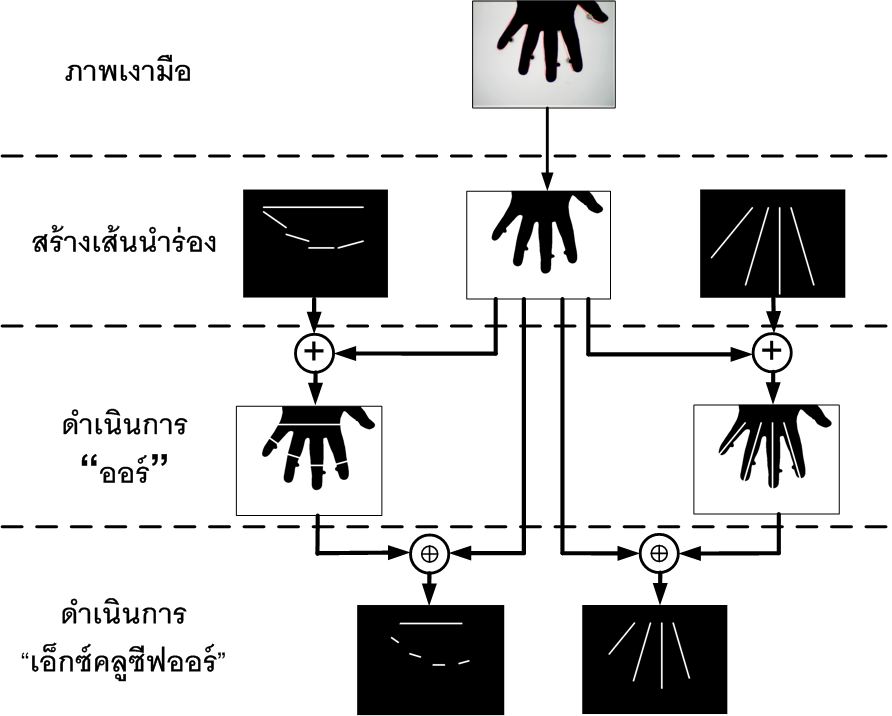 ภาพเงามือ
สร้างเส้นนำร่อง
+
+
ดำเนินการ
“ออร์”
⊕
⊕
ดำเนินการ
“เอ็กซ์คลูซีฟออร์”